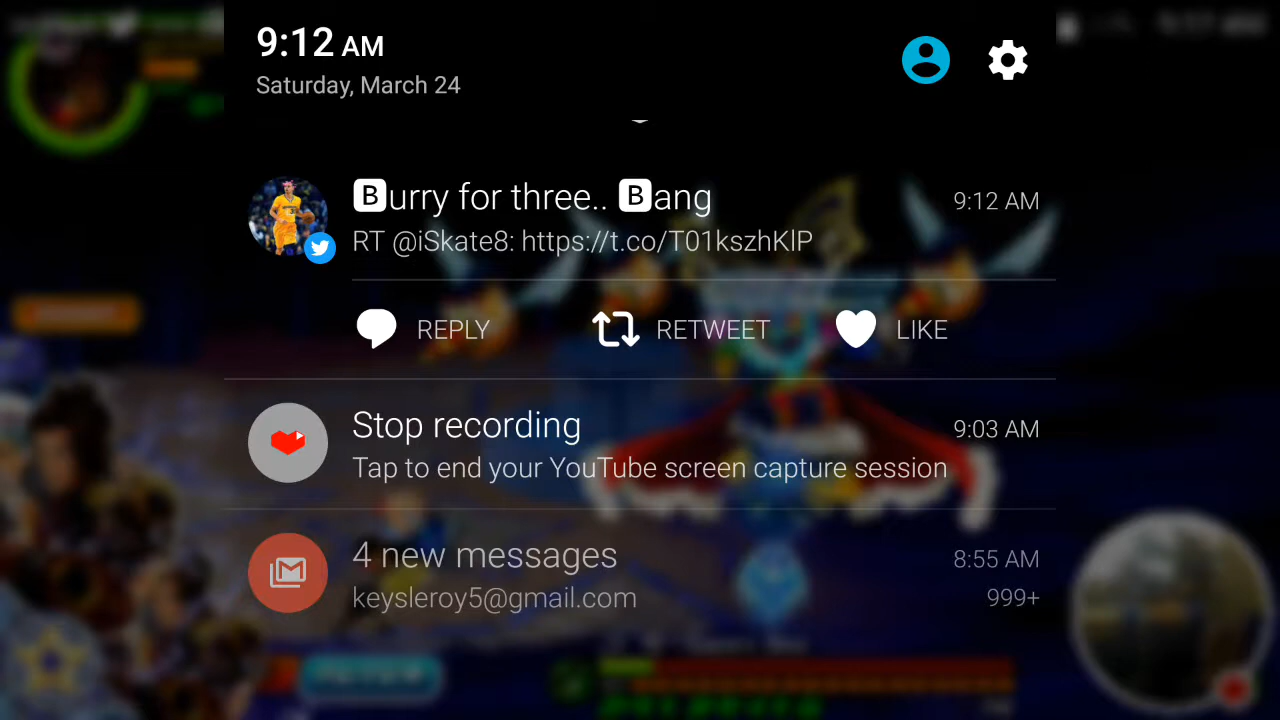 9:12 AM
Saturday, March 24
🅱urry for three.. 🅱ang
9:12 AM
RT @iSkate8: https://t.co/T01kszhKlP
REPLY RETWEET LIKE
Stop recording
9:03 AM
Tap to end your YouTube screen capture session
4 new messages
8:55 AM
keysleroy5@gmail.com
999+